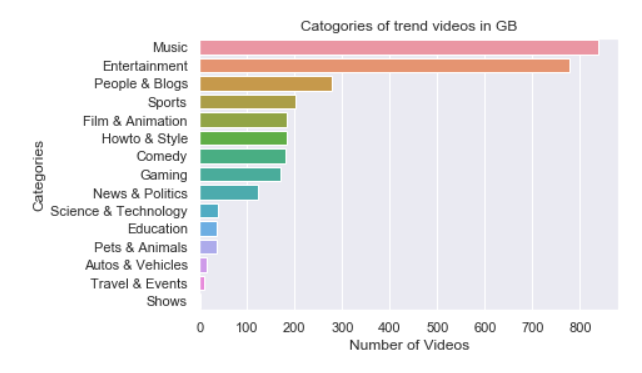 Catogories of trend videos in GB
Categories
Music
Entertainment
People & Blogs
Sports
Film & Animation
Howto & Style
Comedy
Gaming
News & Politics
Science & Technology
Education
Pets & Animals
Autos & Vehicles
Travel & Events
Shows
0 100 200 300 400 500 600 700 800
Number of Videos